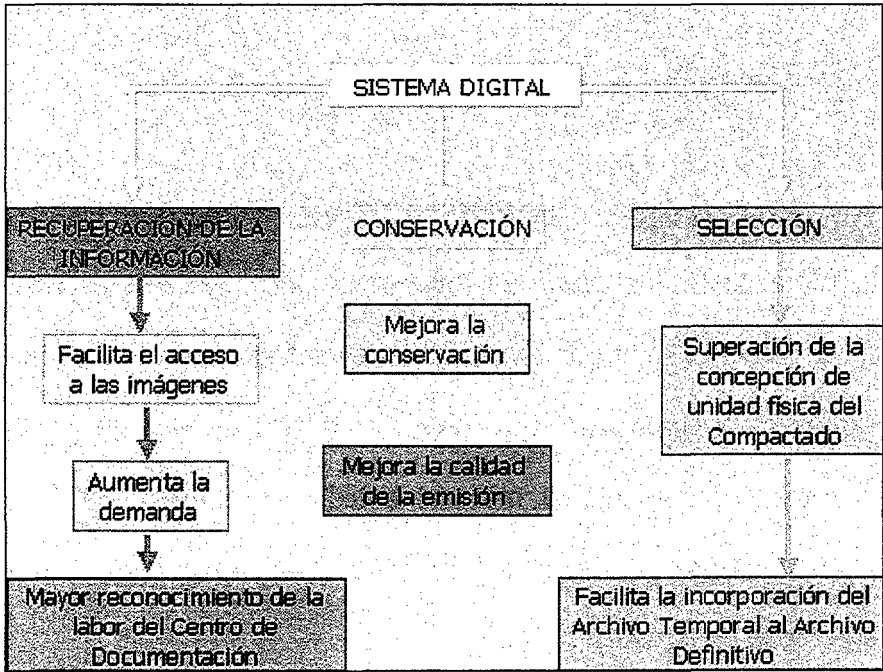 SISTEMA DIGITAL
RECUPERACIÓN DE LA
INFORMACIÓN
Facilita el acceso
a las imágenes
Aumenta la
demanda
Mayor reconocimiento de la
labor del Centro de
Documentación
CONSERVACIÓN
Mejora la
conservación
Mejora la calidad
de la emisión
SELECCIÓN
Superación de la
concepción de
unidad física del
Compactado
Facilita la incorporación del
Archivo Temporal al Archivo
Definitivo